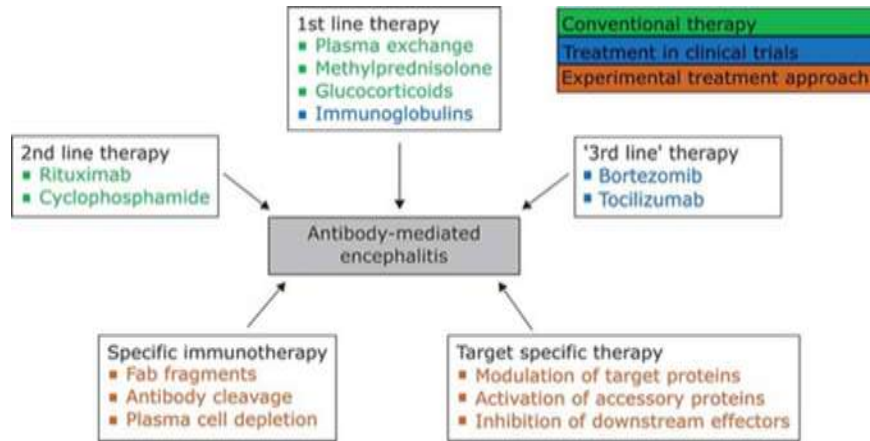 1st line therapy
Plasma exchange
Methylprednisolone
Glucocorticoids
Immunoglobulins
Conventional therapy
Treatment in clinical trials
Experimental treatment approach
2nd line therapy
Rituximab
Cyclophosphamide
'3rd line' therapy
Bortezomib
Tocilizumab
Antibody-mediated
encephalitis
Specific immunotherapy
Fab fragments
Antibody cleavage
Plasma cell depletion
Target specific therapy
Modulation of target proteins
Activation of accessory proteins
Inhibition of downstream effectors